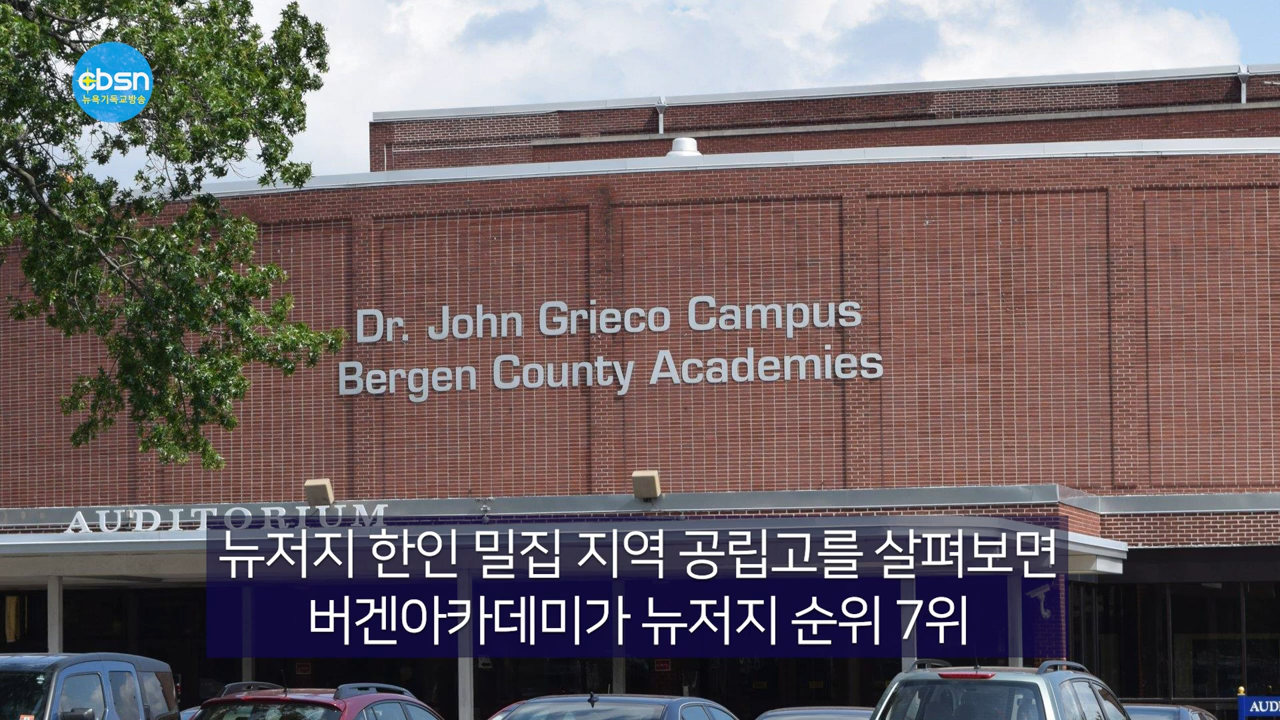 cbsn
뉴욕기독교방송
Dr. John Grieco Campus
Bergen County Academies
AUDITORIUM
뉴저지 한인 밀집 지역 공립고를 살펴보면
버겐아카데미가 뉴저지 순위 7위